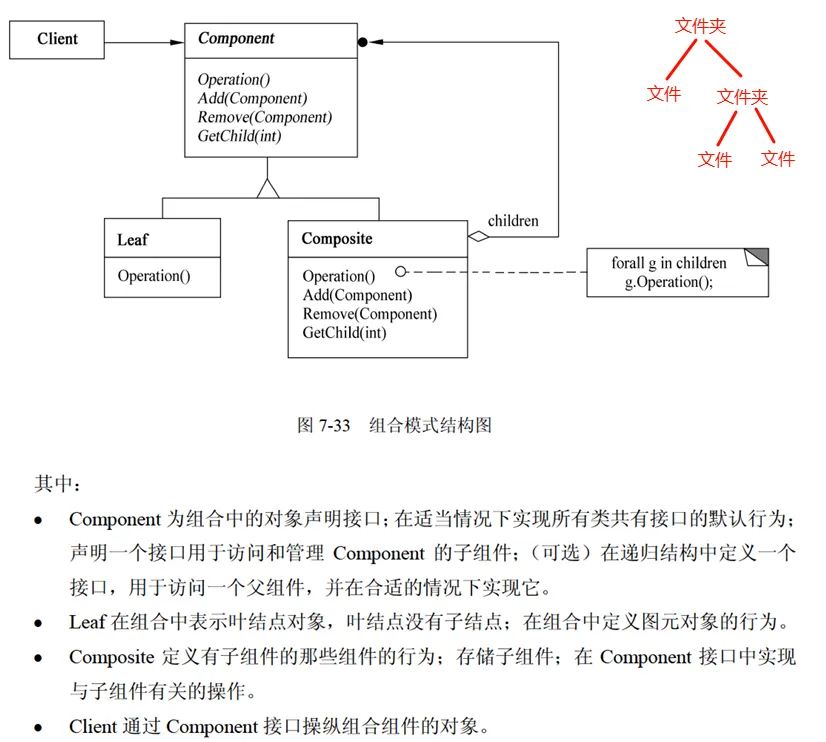 Client
Component
Operation()
Add(Component)
Remove(Component)
GetChild(int)
文件夹
文件
文件夹
文件
文件
Leaf
Operation()
Composite
Operation()
Add(Component)
Remove(Component)
GetChild(int)
children
forall g in children
g.Operation();
图 7-33 组合模式结构图
其中：
● Component 为组合中的对象声明接口；在适当情况下实现所有类共有接口的默认行为；
声明一个接口用于访问和管理 Component 的子组件；（可选）在递归结构中定义一个
接口，用于访问一个父组件，并在合适的情况下实现它。
● Leaf 在组合中表示叶结点对象，叶结点没有子结点；在组合中定义图元对象的行为。
● Composite 定义有子组件的那些组件的行为；存储子组件；在 Component 接口中实现
与子组件有关的操作。
● Client 通过 Component 接口操纵组合组件的对象。